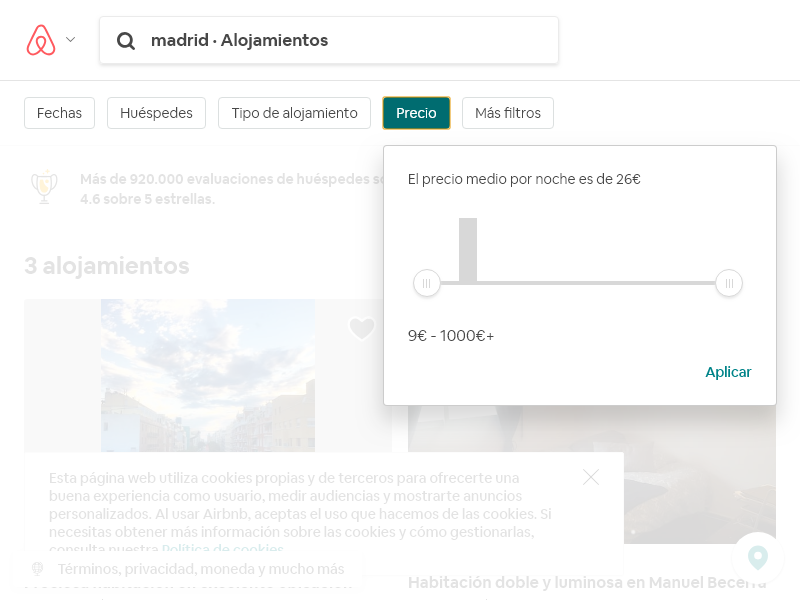 madrid · Alojamientos
Fechas
Huéspedes
Tipo de alojamiento
Precio
Más filtros
El precio medio por noche es de 26€
Más de 920.000 evaluaciones de huéspedes
4.6 sobre 5 estrellas.
3 alojamientos
9€ - 1000€+
Aplicar
Esta página web utiliza cookies propias y de terceros para ofrecerte una
buena experiencia como usuario, medir audiencias y mostrarte anuncios
personalizados. Al usar Airbnb, aceptas el uso que hacemos de las cookies. Si
necesitas obtener más información sobre las cookies y cómo gestionarlas,
consulta nuestra Política de cookies
Términos, privacidad, moneda y mucho más
Habitación doble y luminosa en Manuel Becerra